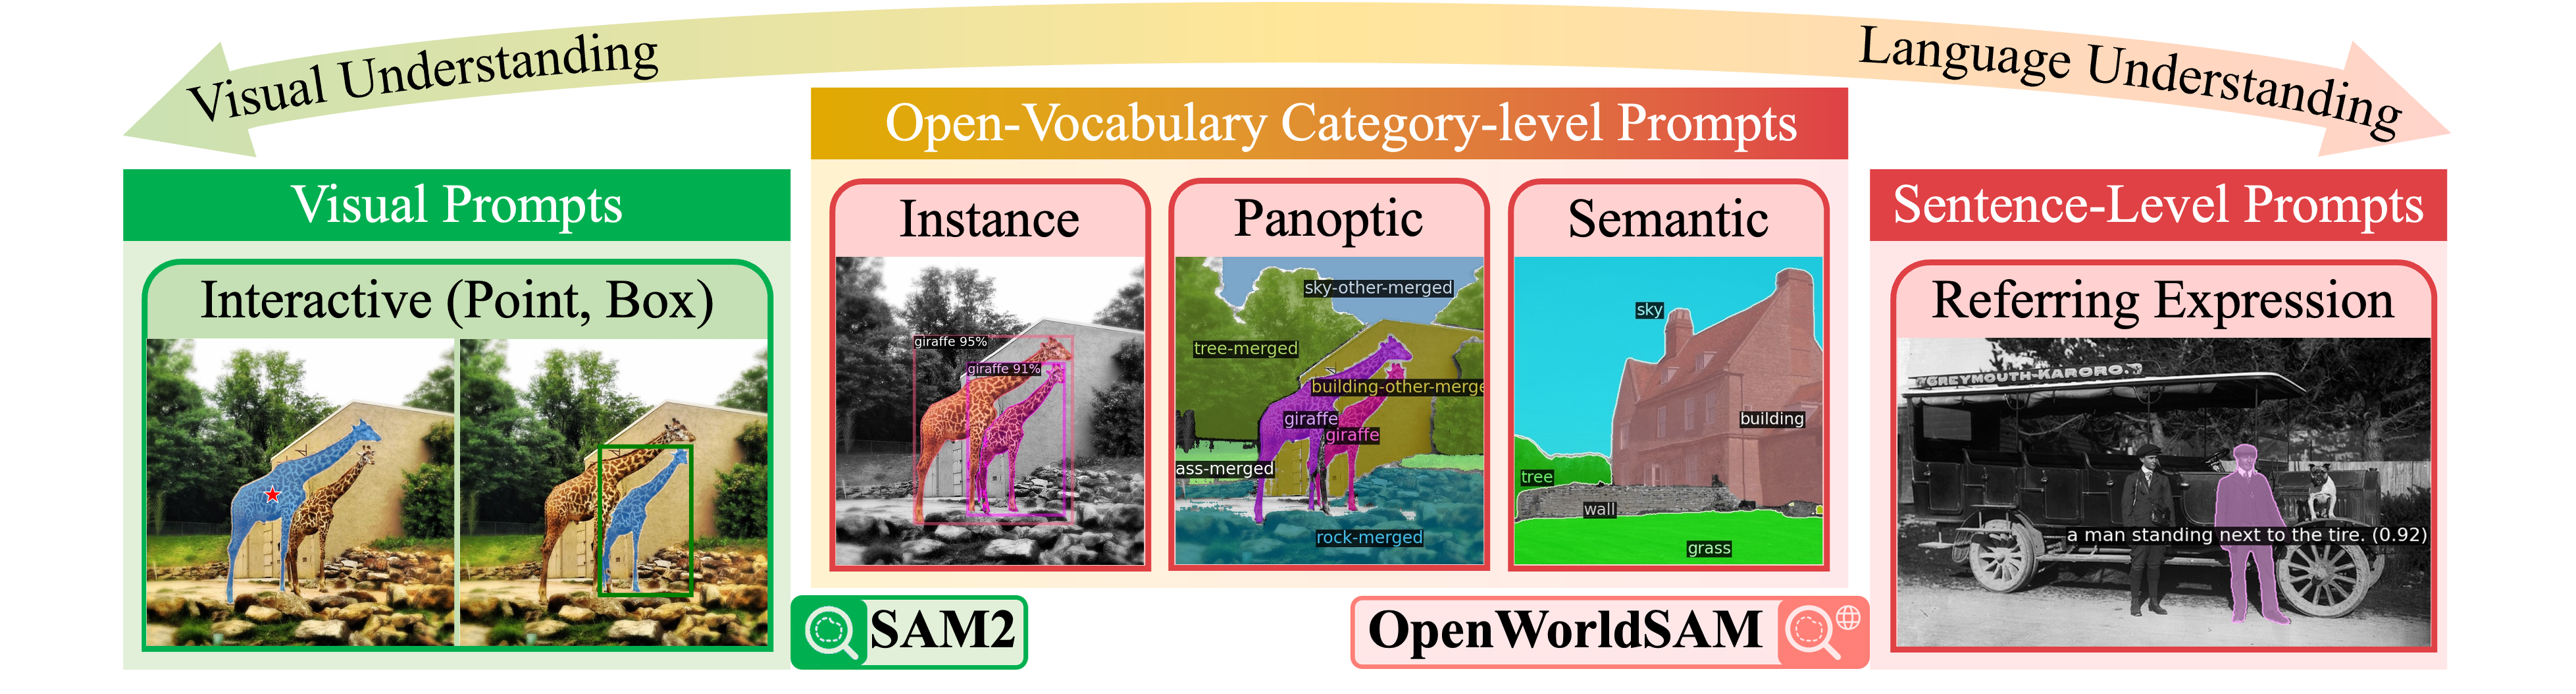 Visual Understanding
Language Understanding
Open-Vocabulary Category-level Prompts
Visual Prompts
Sentence-Level Prompts
Interactive (Point, Box)
Instance
Panoptic
Semantic
Referring Expression
giraffe 95%
giraffe 91%
sky-other-merged
tree-merged
building-other-merge
giraffe
giraffe
ass-merged
rock-merged
sky
building
tree
wall
grass
GREYMOUTH-KARORO.
a man standing next to the tire. (0.92)
SAM2
OpenWorldSAM